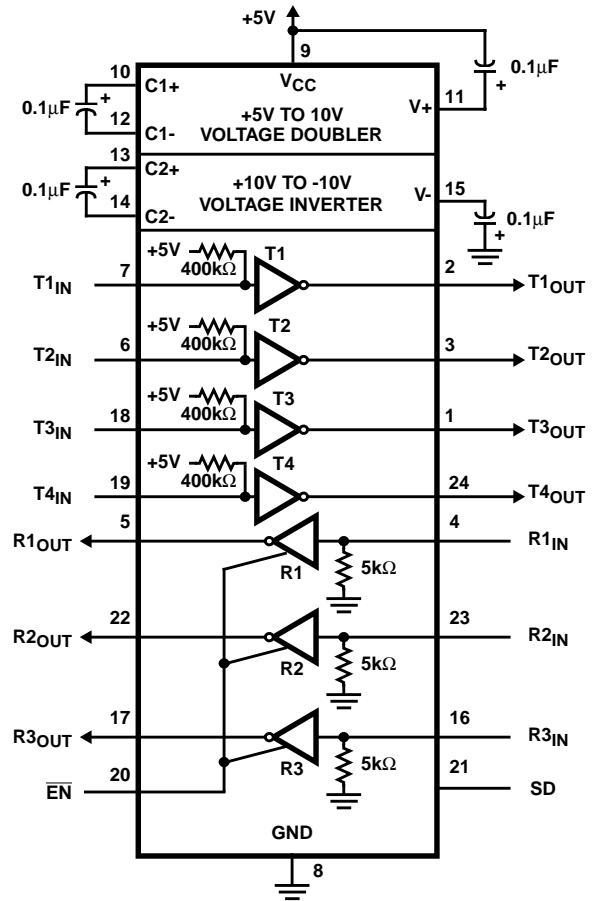 +5V
9
10
C1+
VCC
0.1μF
+
12
C1-
+5V TO 10V
VOLTAGE DOUBLER
V+
11
+
0.1μF
13
C2+
0.1μF
+
14
C2-
+10V TO -10V
VOLTAGE INVERTER
V-
15
+
0.1μF
+5V
400kΩ
T1
T1IN
7
2
T1OUT
+5V
400kΩ
T2
T2IN
6
3
T2OUT
+5V
400kΩ
T3
T3IN
18
1
T3OUT
+5V
400kΩ
T4
T4IN
19
24
T4OUT
R1OUT
5
R1
5kΩ
4
R1IN
R2OUT
22
R2
5kΩ
23
R2IN
R3OUT
17
R3
5kΩ
16
R3IN
EN
20
21
SD
GND
8